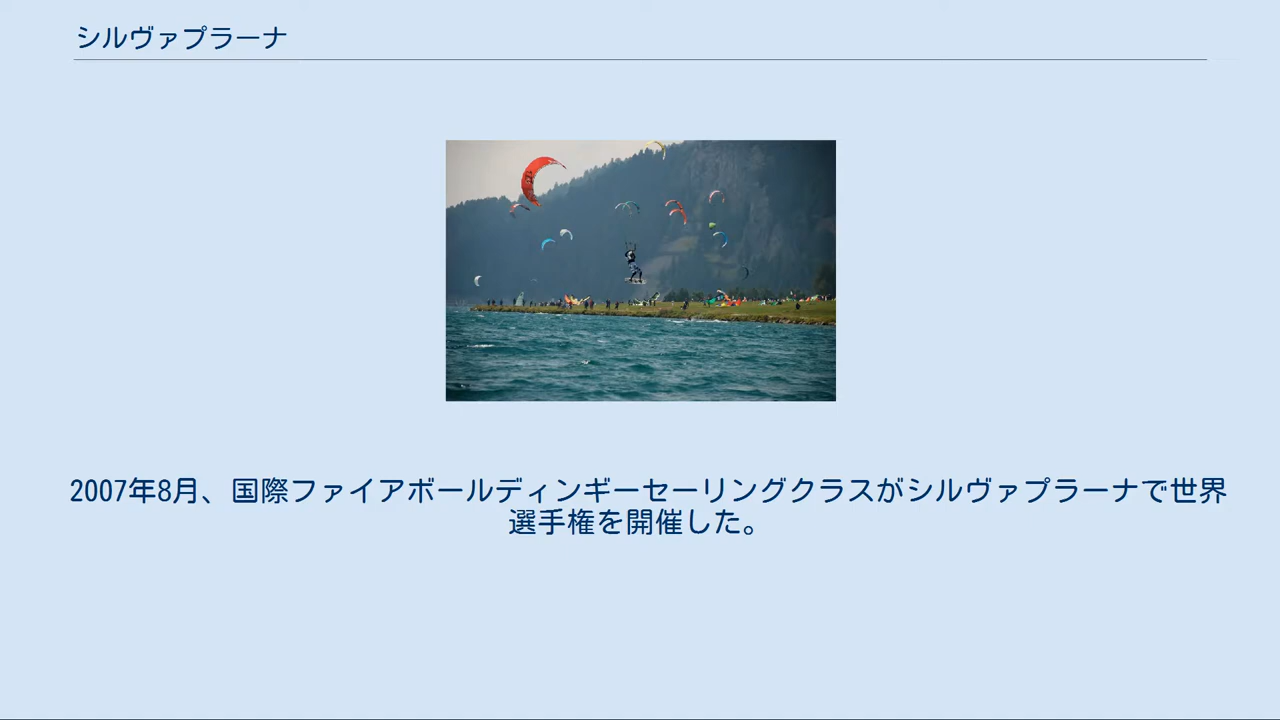 シルヴァプラーナ
2007年8月、国際ファイアボールディンギーセーリングクラスがシルヴァプラーナで世界
選手権を開催した。